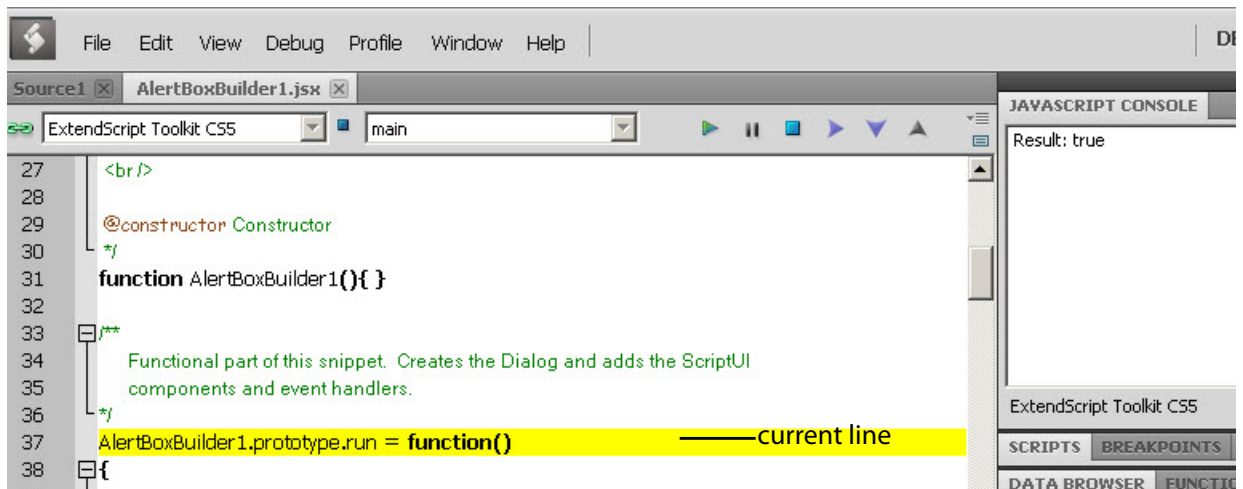 File Edit View Debug Profile Window Help
Source1 AlertBoxBuilder1.jsx
ExtendScript Toolkit CS5 main
27 <br />
28
29 @constructor Constructor
30 */
31 function AlertBoxBuilder1(){ }
32
33 /**
34 Functional part of this snippet. Creates the Dialog and adds the ScriptUI
35 components and event handlers.
36 */
37 AlertBoxBuilder1.prototype.run = function() current line
38 {
DE
JAVASCRIPT CONSOLE
Result: true
ExtendScript Toolkit CS5
SCRIPTS BREAKPOINTS
DATA BROWSER FUNCTIO